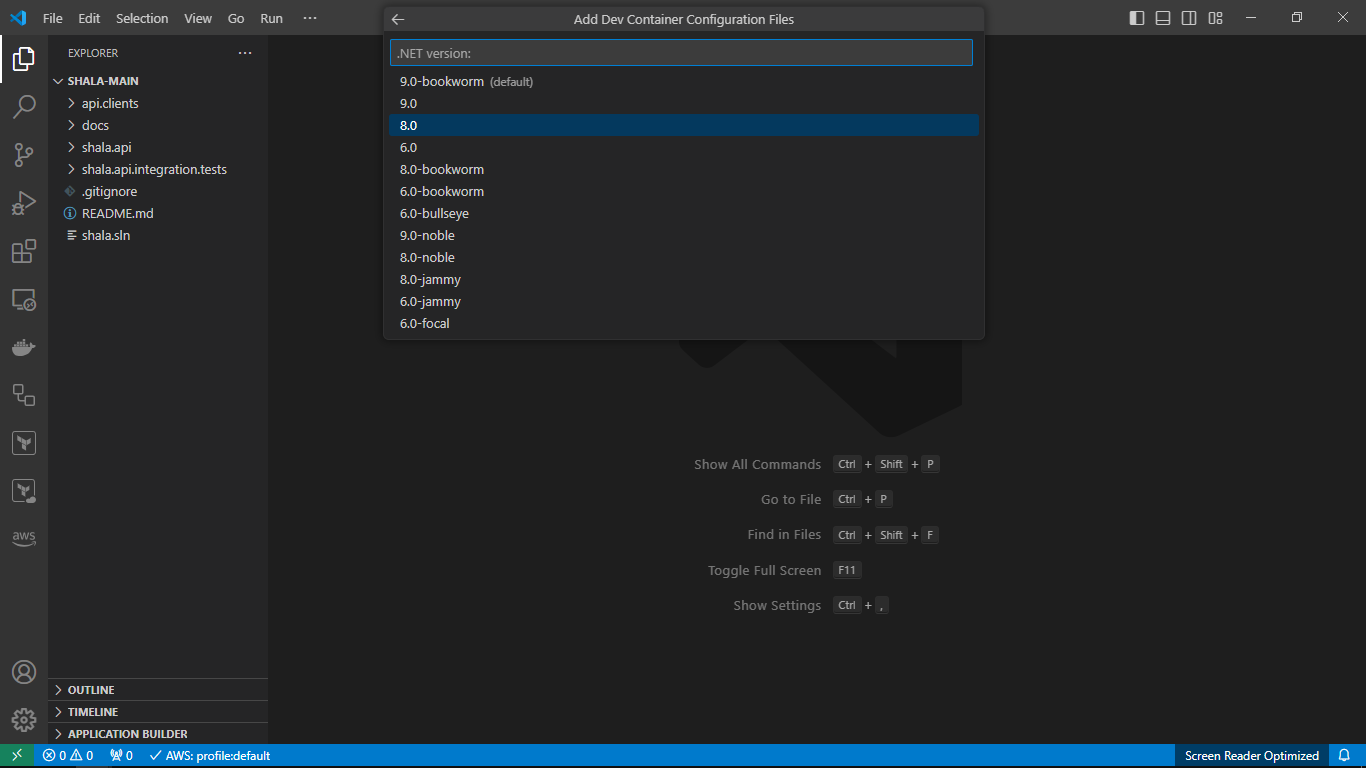 File Edit Selection View Go Run ···
Add Dev Container Configuration Files
.NET version:
9.0-bookworm (default)
9.0
8.0
6.0
8.0-bookworm
6.0-bookworm
6.0-bullseye
9.0-noble
8.0-noble
8.0-jammy
6.0-jammy
6.0-focal
EXPLORER
SHALA-MAIN
api.clients
docs
shala.api
shala.api.integration.tests
.gitignore
README.md
shala.sln
aws
Show All Commands Ctrl + Shift + P
Go to File Ctrl + P
Find in Files Ctrl + Shift + F
Toggle Full Screen F11
Show Settings Ctrl + ,
OUTLINE
TIMELINE
APPLICATION BUILDER
0 0 0 AWS: profile:default Screen Reader Optimized